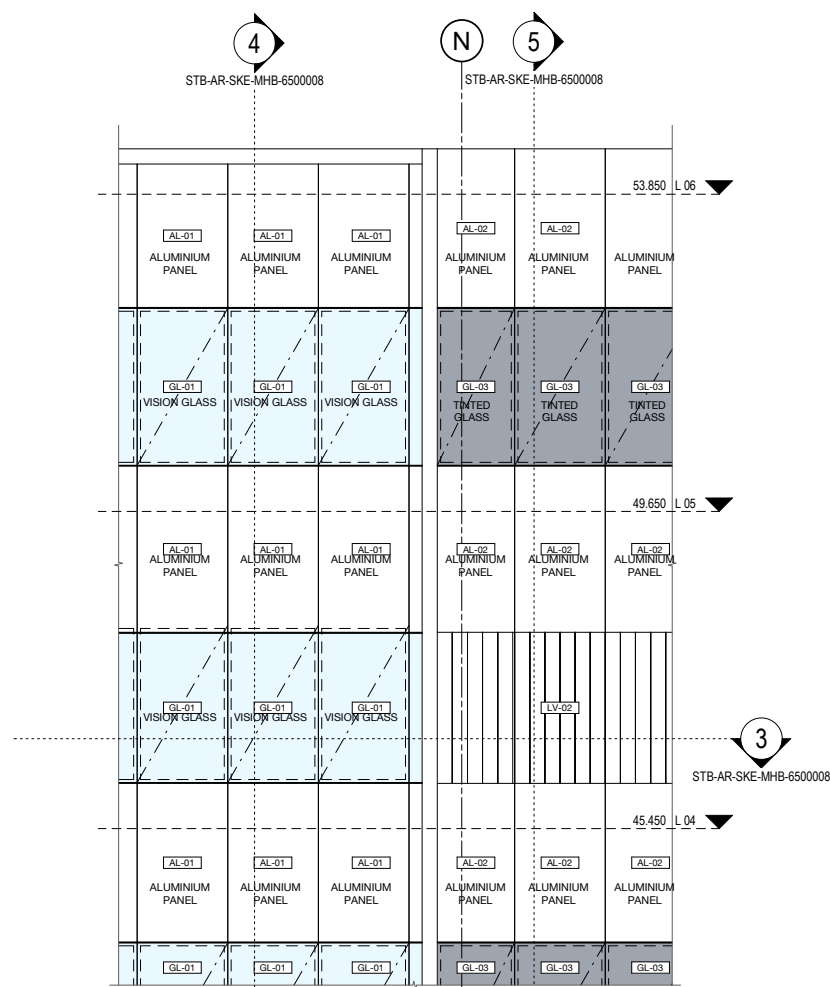 4 N 5
STB-AR-SKE-MHB-6500008 STB-AR-SKE-MHB-6500008
53.850 L 06
AL-01 AL-01 AL-01 AL-02 AL-02
ALUMINIUM ALUMINIUM ALUMINIUM ALUMINIUM ALUMINIUM ALUMINIUM
PANEL PANEL PANEL PANEL PANEL PANEL
GL-01 GL-01 GL-01 GL-03 GL-03 GL-03
VISION GLASS VISION GLASS VISION GLASS TINTED TINTED TINTED
GLASS GLASS GLASS
49.650 L 05
AL-01 AL-01 AL-01 AL-02 AL-02 AL-02
ALUMINIUM ALUMINIUM ALUMINIUM ALUMINIUM ALUMINIUM ALUMINIUM
PANEL PANEL PANEL PANEL PANEL PANEL
GL-01 GL-01 GL-01 LV-02
VISION GLASS VISION GLASS VISION GLASS
3
STB-AR-SKE-MHB-6500008
45.450 L 04
AL-01 AL-01 AL-01 AL-02 AL-02 AL-02
ALUMINIUM ALUMINIUM ALUMINIUM ALUMINIUM ALUMINIUM ALUMINIUM
PANEL PANEL PANEL PANEL PANEL PANEL
GL-01 GL-01 GL-01 GL-03 GL-03 GL-03